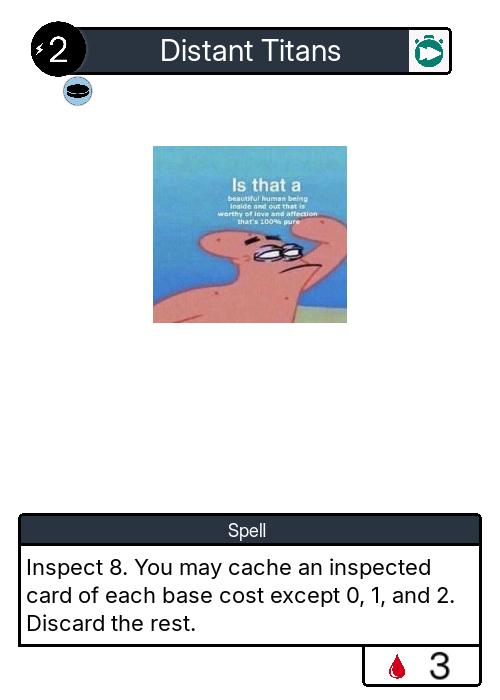 2
Distant Titans
Is that a
beautiful human being
inside and out that is
worthy of love and affection
that's 100% pure
Spell
Inspect 8. You may cache an inspected
card of each base cost except 0, 1, and 2.
Discard the rest.
3